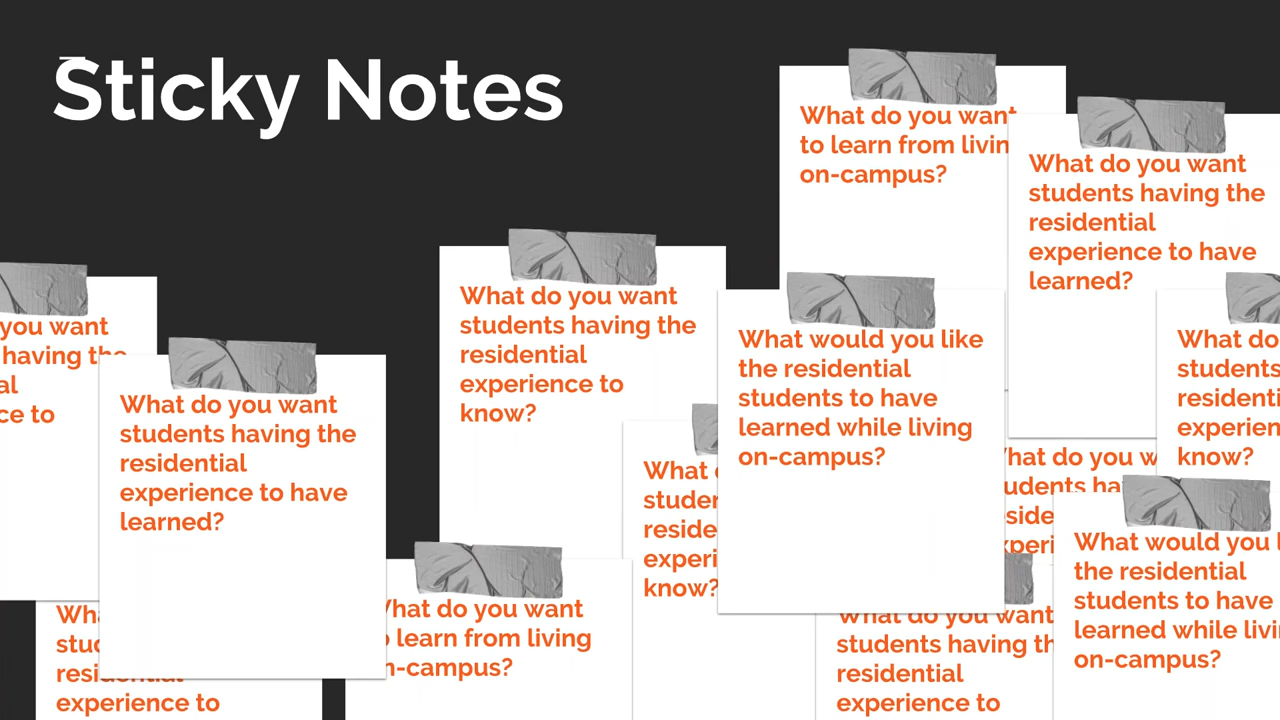 Sticky Notes
What do you want
to learn from livin
on-campus?
What do you want
students having the
residential
experience to have
learned?
you want
having the
al
ce to
What do you want
students having the
residential
experience to have
learned?
What do you want
students having the
residential
experience to
know?
What would you like
the residential
students to have
learned while living
on-campus?
What do
students
residenti
experien
know?
hat do you w
udents ha
side
xperi
What
studen
reside
experi
know?
What would you l
the residential
students to have
learned while livi
on-campus?
Wha
stud
residential
experience to
What do you want
o learn from living
n-campus?
What do you want
students having th
residential
experience to